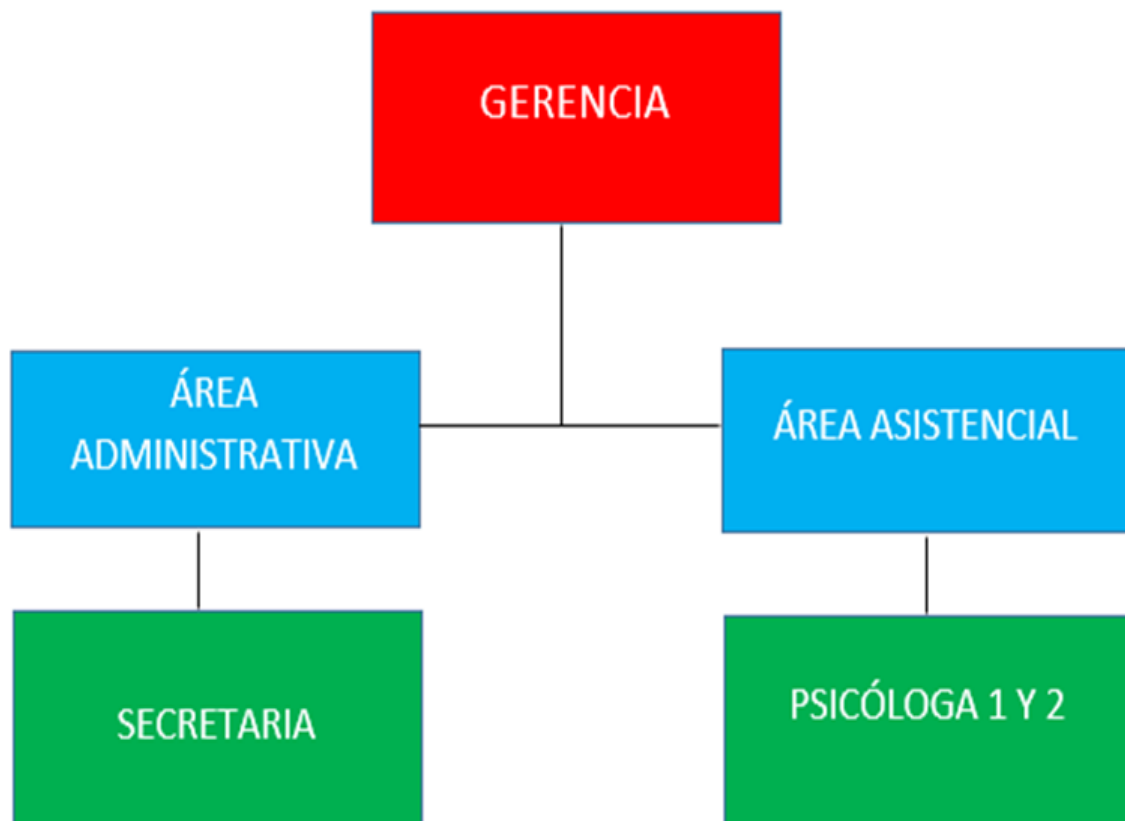 GERENCIA
ÁREA
ADMINISTRATIVA
ÁREA ASISTENCIAL
SECRETARIA
PSICÓLOGA 1 Y 2